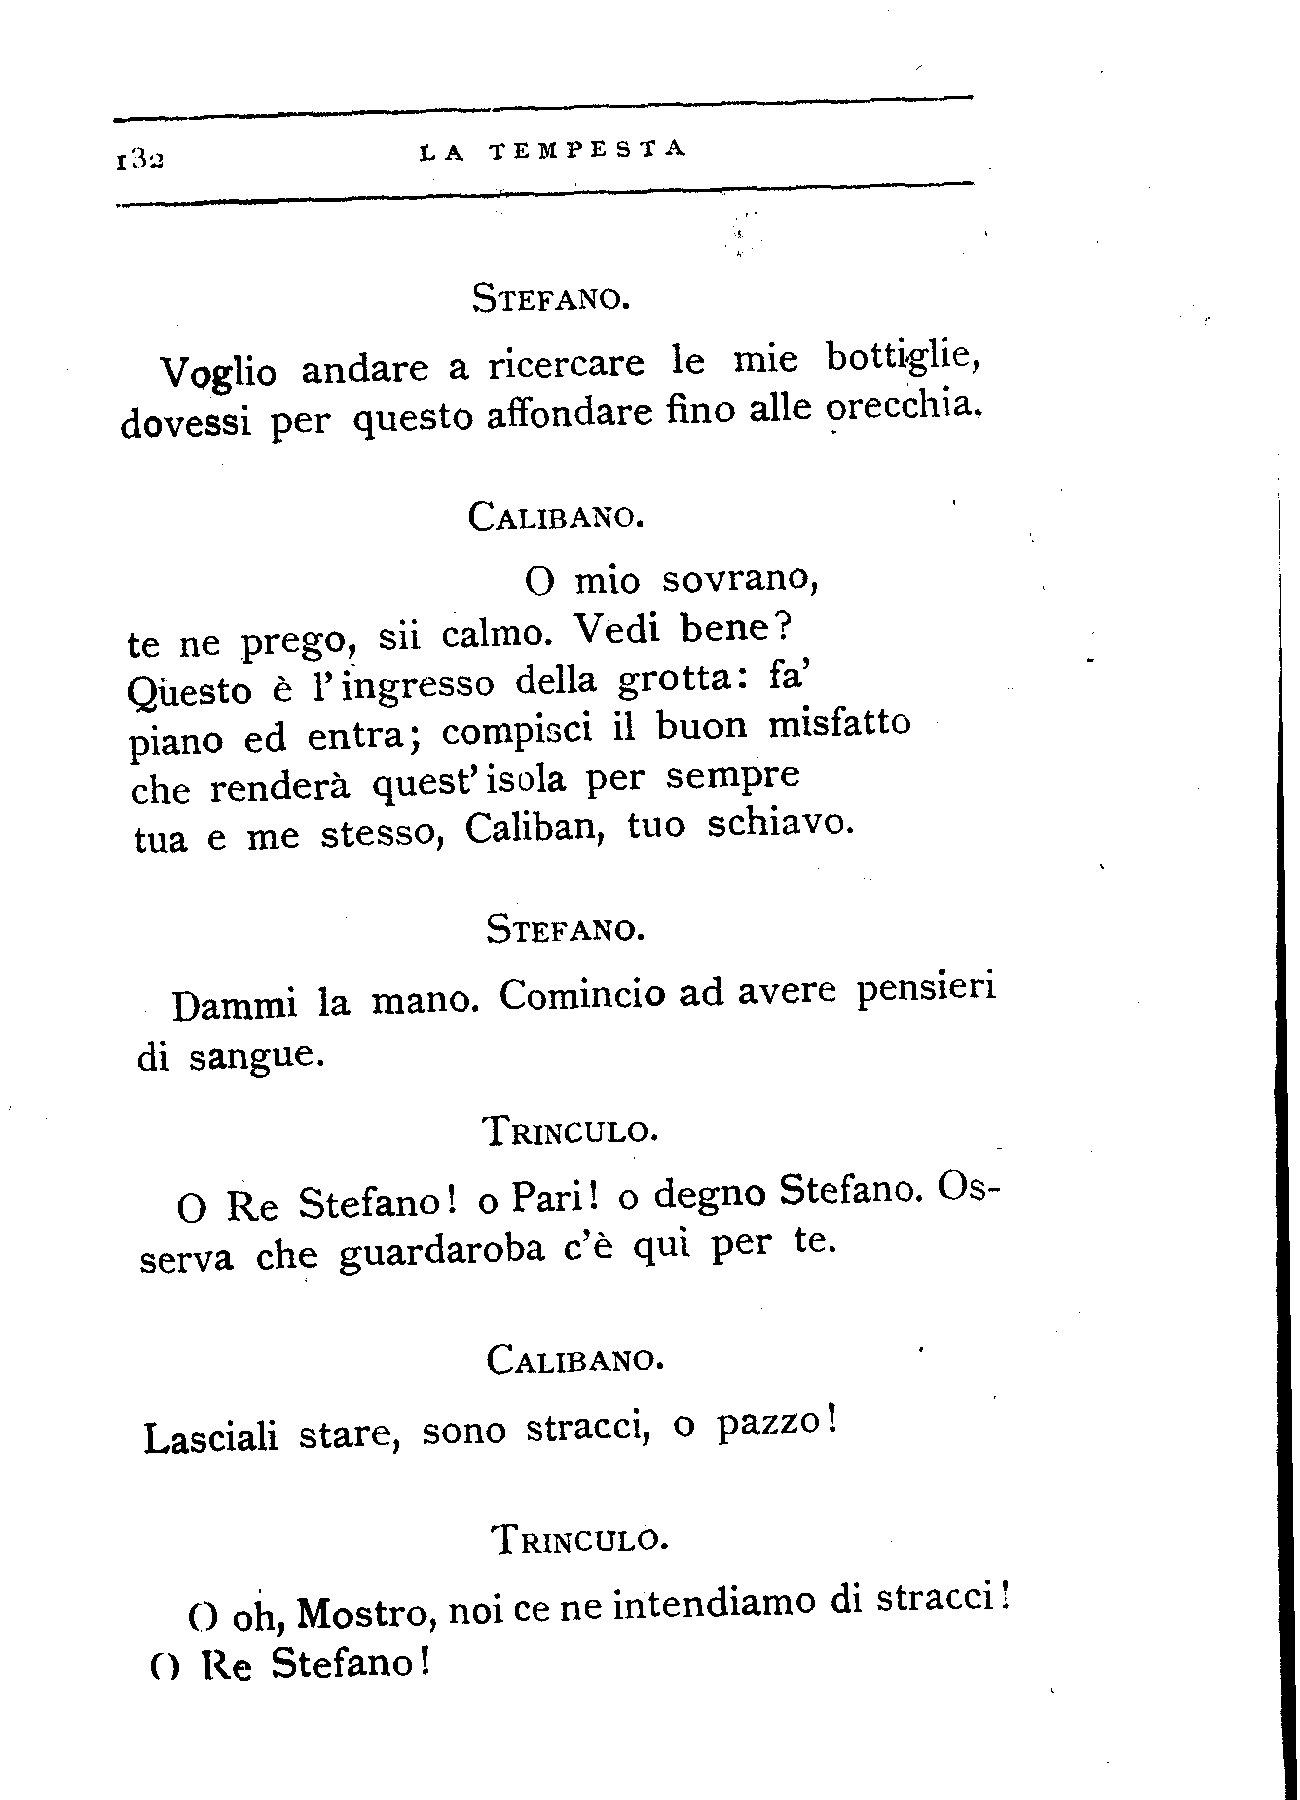 132 LA TEMPESTA
STEFANO.
Voglio andare a ricercare le mie bottiglie,
dovessi per questo affondare fino alle orecchia.
CALIBANO.
O mio sovrano,
te ne prego, sii calmo. Vedi bene?
Questo è l'ingresso della grotta: fa'
piano ed entra; compisci il buon misfatto
che renderà quest'isola per sempre
tua e me stesso, Caliban, tuo schiavo.
STEFANO.
Dammi la mano. Comincio ad avere pensieri
di sangue.
TRINCULO.
O Re Stefano! o Pari! o degno Stefano. Os-
serva che guardaroba c'è qui per te.
CALIBANO.
Lasciali stare, sono stracci, o pazzo!
TRINCULO.
O oh, Mostro, noi ce ne intendiamo di stracci!
O Re Stefano!